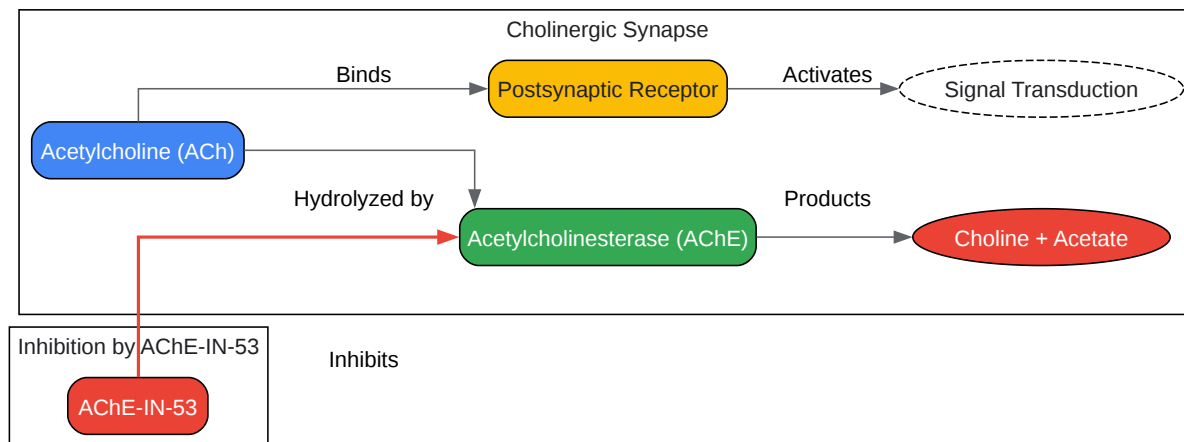 Cholinergic Synapse
Binds
Postsynaptic Receptor
Activates
Signal Transduction
Acetylcholine (ACh)
Hydrolyzed by
Acetylcholinesterase (AChE)
Products
Choline + Acetate
Inhibition by AChE-IN-53
Inhibits
AChE-IN-53